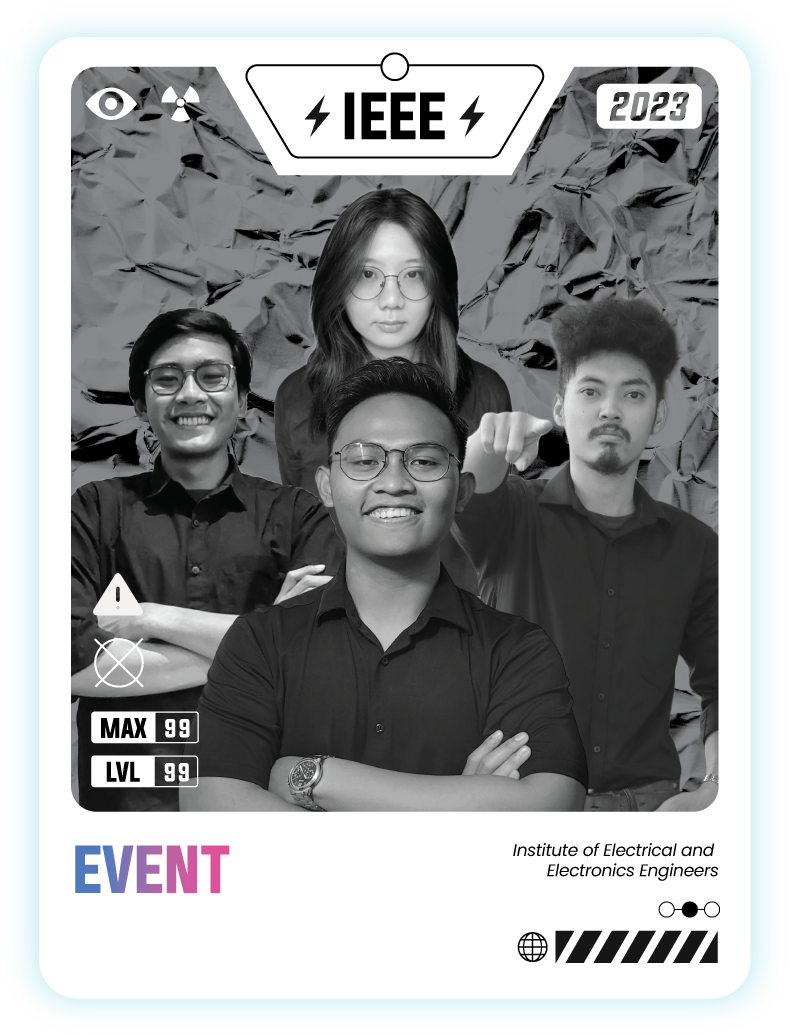 IEEE
2023
MAX 99
LVL 99
EVENT
Institute of Electrical and
Electronics Engineers